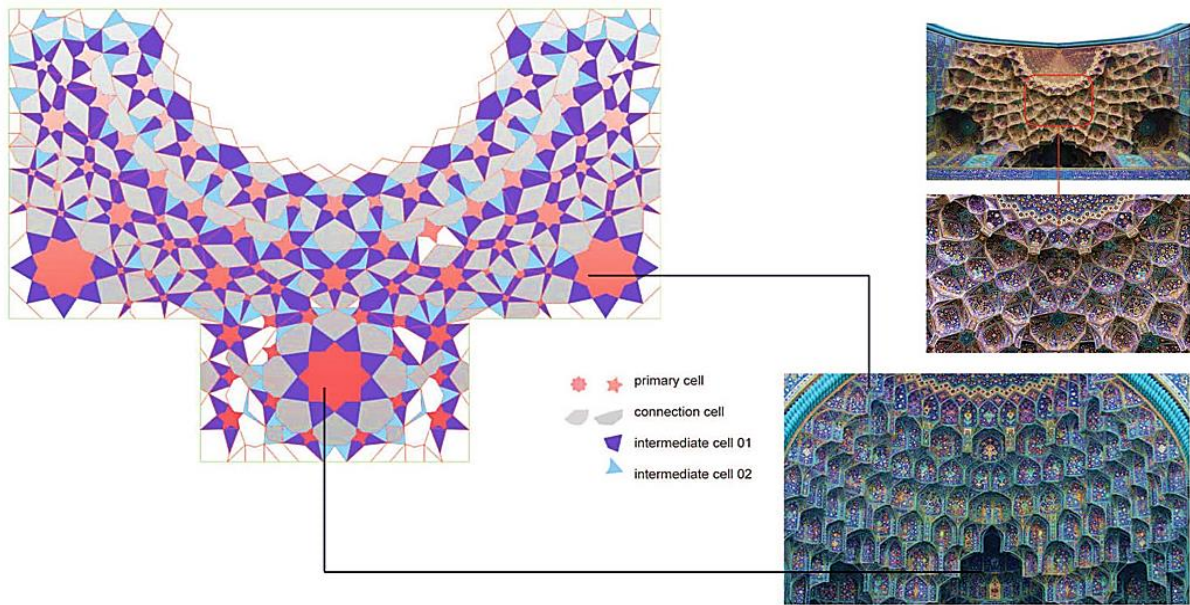 primary cell
connection cell
intermediate cell 01
intermediate cell 02